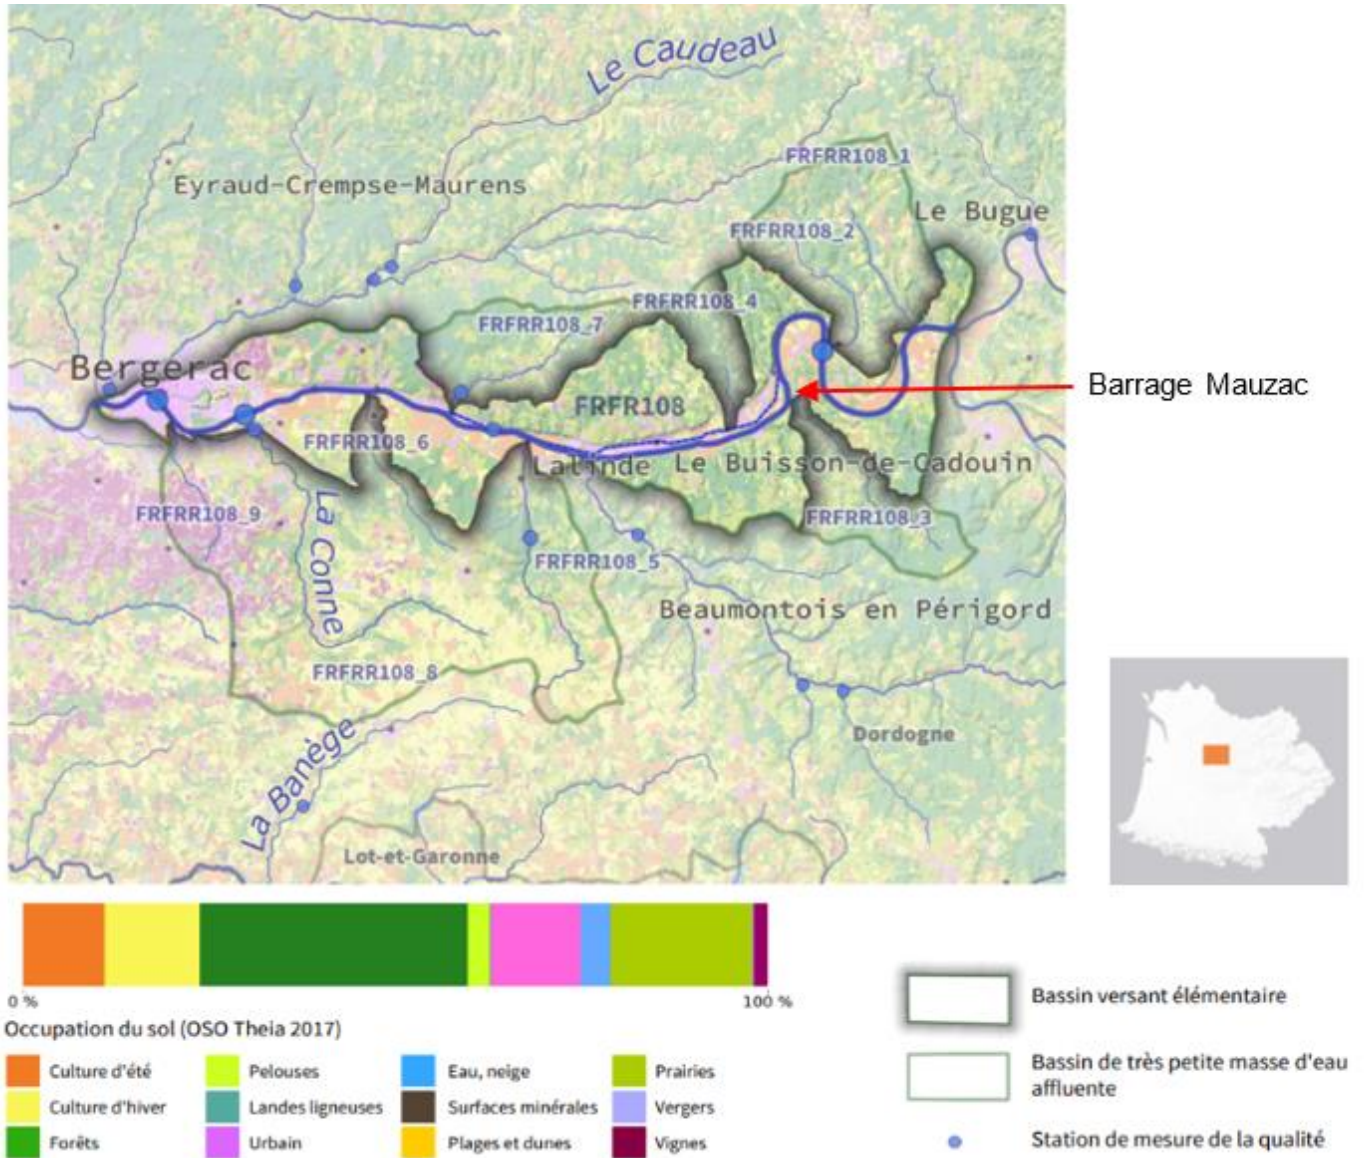 Le Caudeau
FRFRR108_1
Eyraud-Crempse-Maurens
Le Bugue
FRFRR108_2
FRFRR108_4
FRFRR108_7
Bergerac
Barrage Mauzac
FRFR108
FRFRR108_6
Lalinde
Le Buisson-de-Cadouin
FRFRR108_9
La Conne
FRFRR108_3
FRFRR108_5
Beaumontois en Périgord
FRFRR108_8
La Banège
Dordogne
Lot-et-Garonne
0 %
100 %
Occupation du sol (OSO Theia 2017)
Culture d'été
Culture d'hiver
Forêts
Pelouses
Landes ligneuses
Urbain
Eau, neige
Surfaces minérales
Plages et dunes
Prairies
Vergers
Vignes
Bassin versant élémentaire
Bassin de très petite masse d'eau
affluente
Station de mesure de la qualité